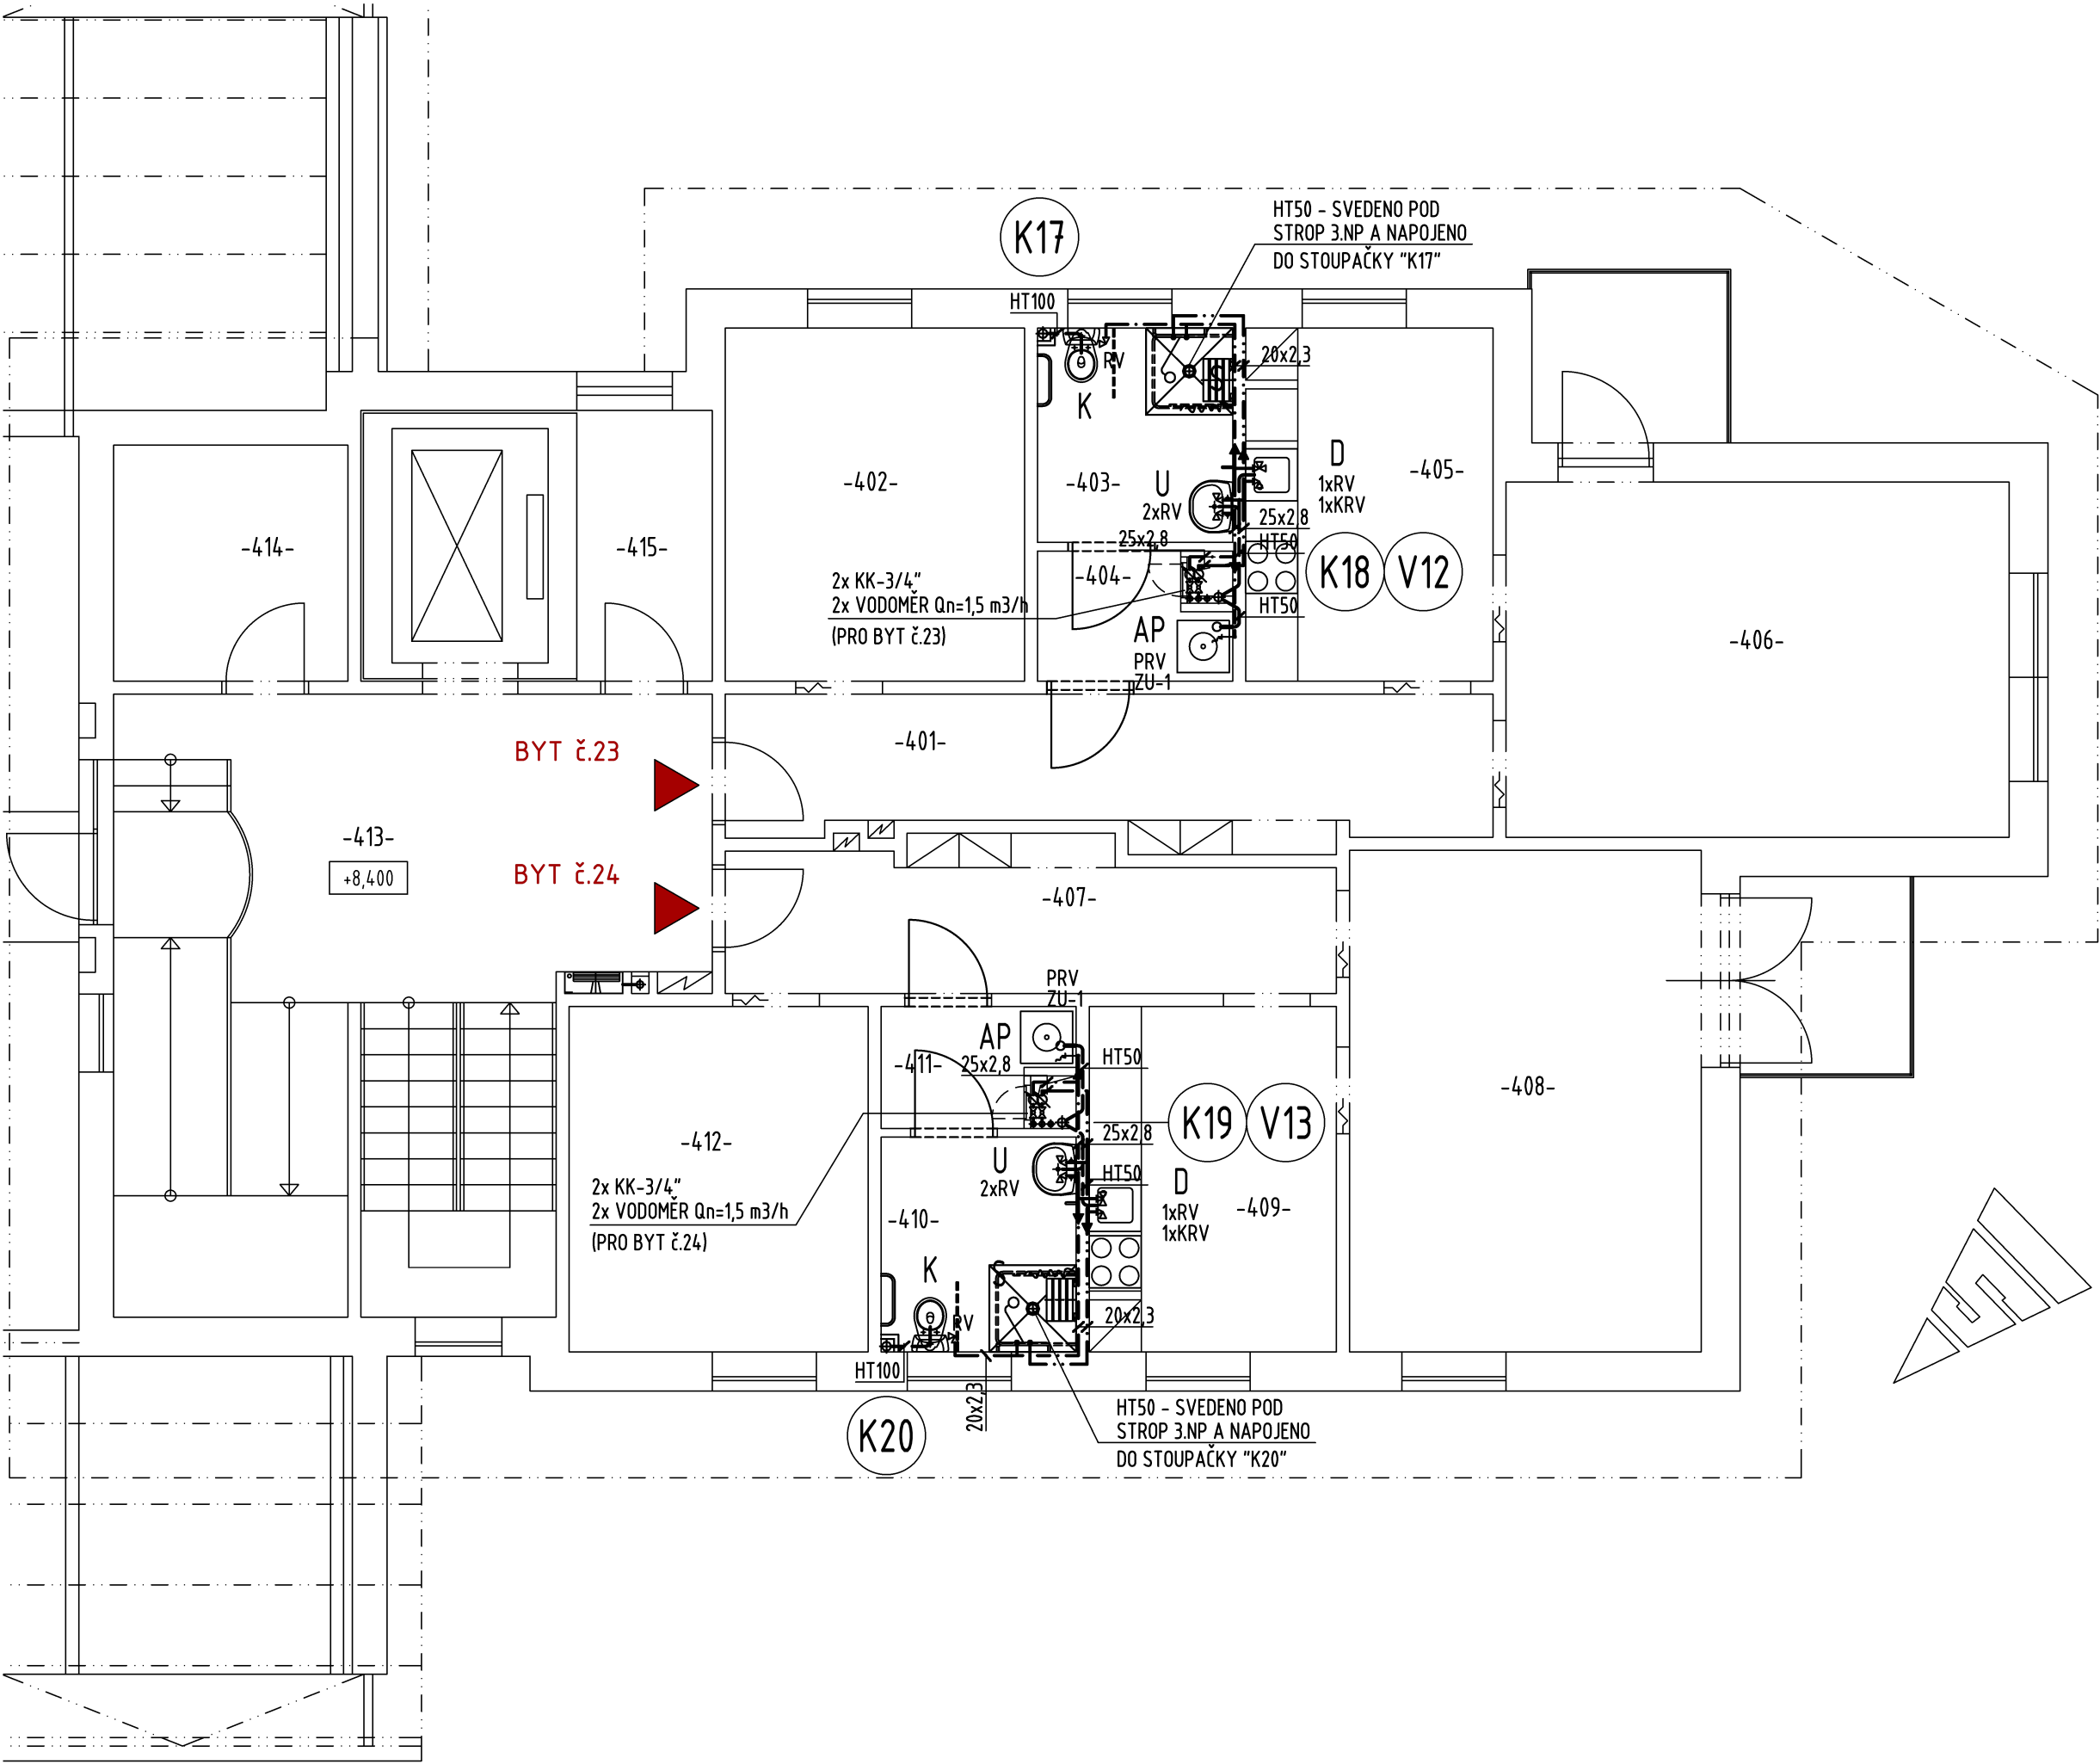 K17
HT50 - SVEDENO POD
STROP 3.NP A NAPOJENO
DO STOUPAČKY "K17"
HT100
20x2,3
RV
K
-402-
-403-
U
2xRV
D
1xRV
1xKRV
-405-
25x2,8
25x2,8
HT50
-414-
-415-
-404-
K18
V12
2x KK-3/4"
2x VODOMĚR Qn=1,5 m3/h
(PRO BYT č.23)
HT50
AP
PRV
ZU-1
-406-
BYT č.23
-401-
-413-
+8,400
BYT č.24
-407-
PRV
ZU-1
AP
-411-
25x2,8
HT50
-408-
K19
V13
25x2,8
-412-
U
2xRV
HT50
D
1xRV
1xKRV
-409-
2x KK-3/4"
2x VODOMĚR Qn=1,5 m3/h
(PRO BYT č.24)
-410-
K
RV
20x2,3
HT100
20x2,3
K20
HT50 - SVEDENO POD
STROP 3.NP A NAPOJENO
DO STOUPAČKY "K20"